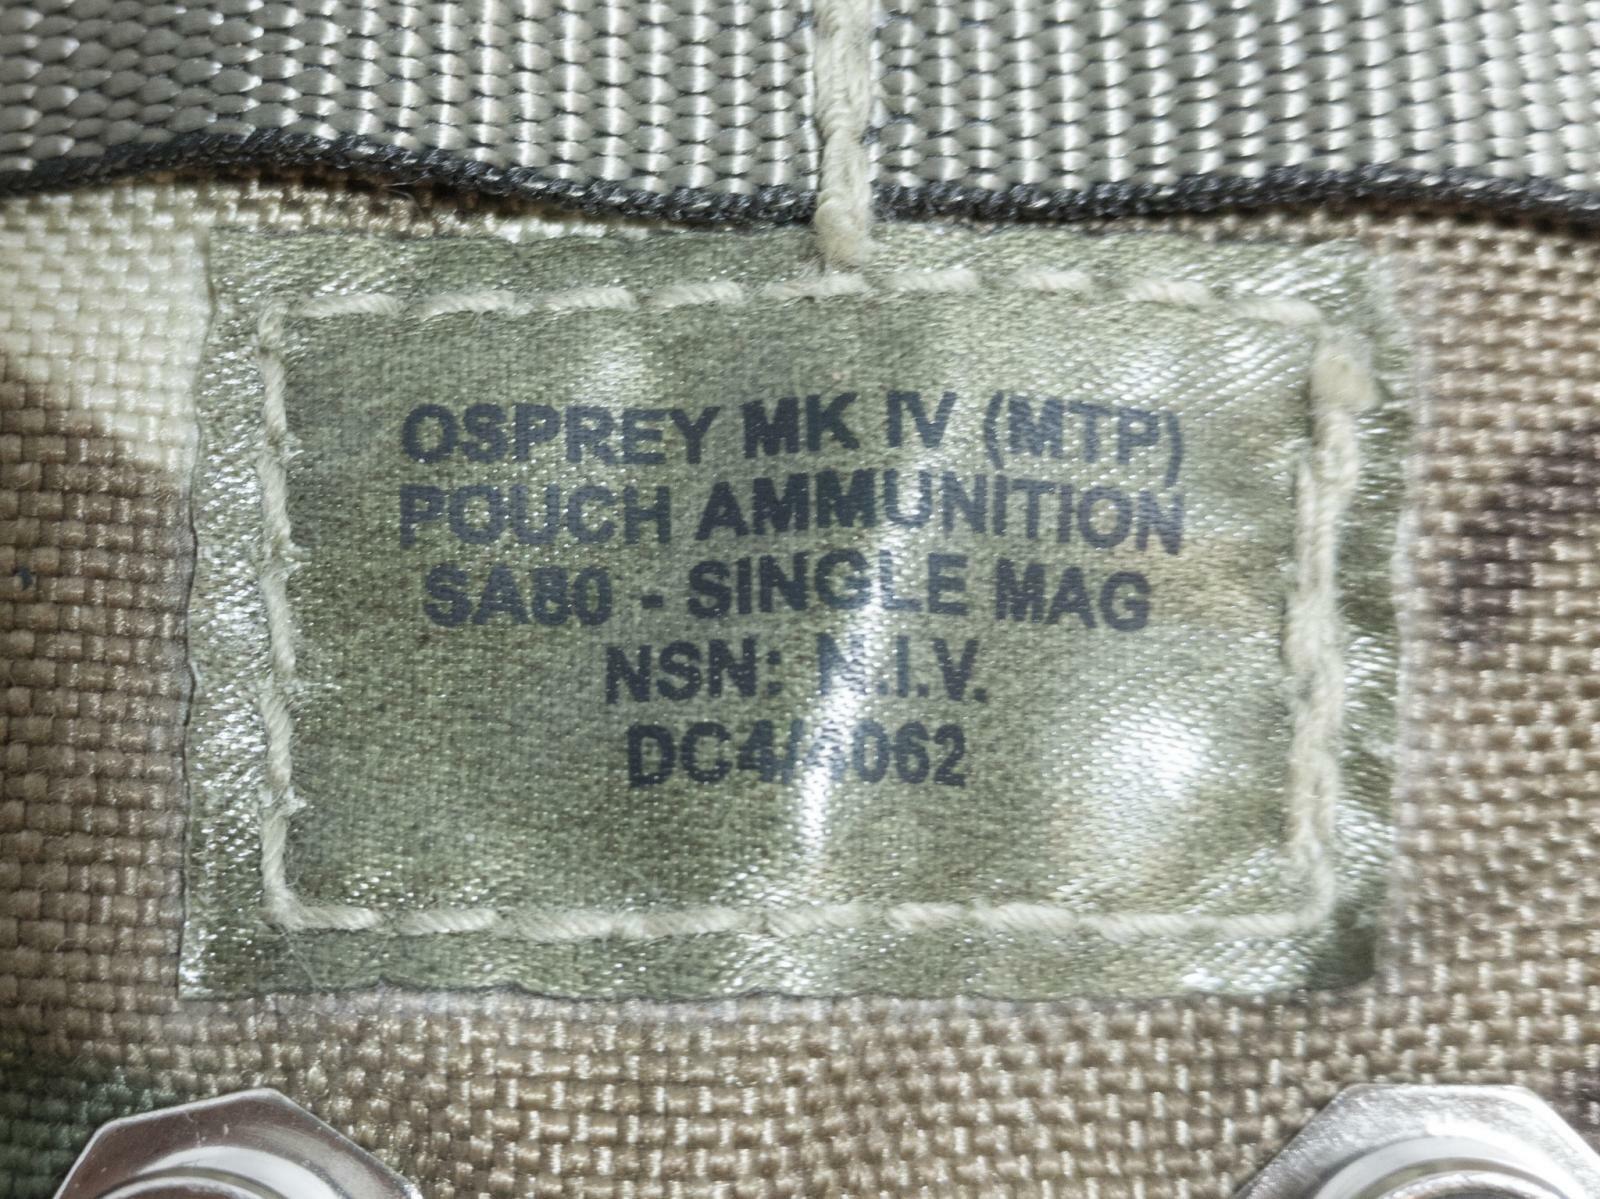 OSPREY MK IV (MTP)
POUCH AMMUNITION
SA80 - SINGLE MAG
NSN: N.I.V.